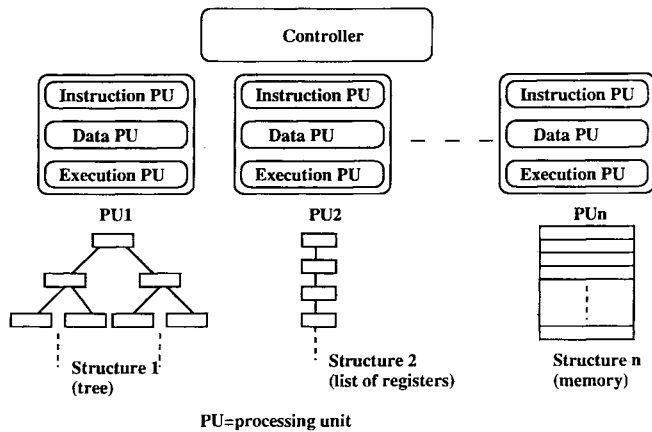 Controller
Instruction PU
Data PU
Execution PU
PU1
Instruction PU
Data PU
Execution PU
PU2
Instruction PU
Data PU
Execution PU
PUn
Structure 1
(tree)
Structure 2
(list of registers)
Structure n
(memory)
PU=processing unit